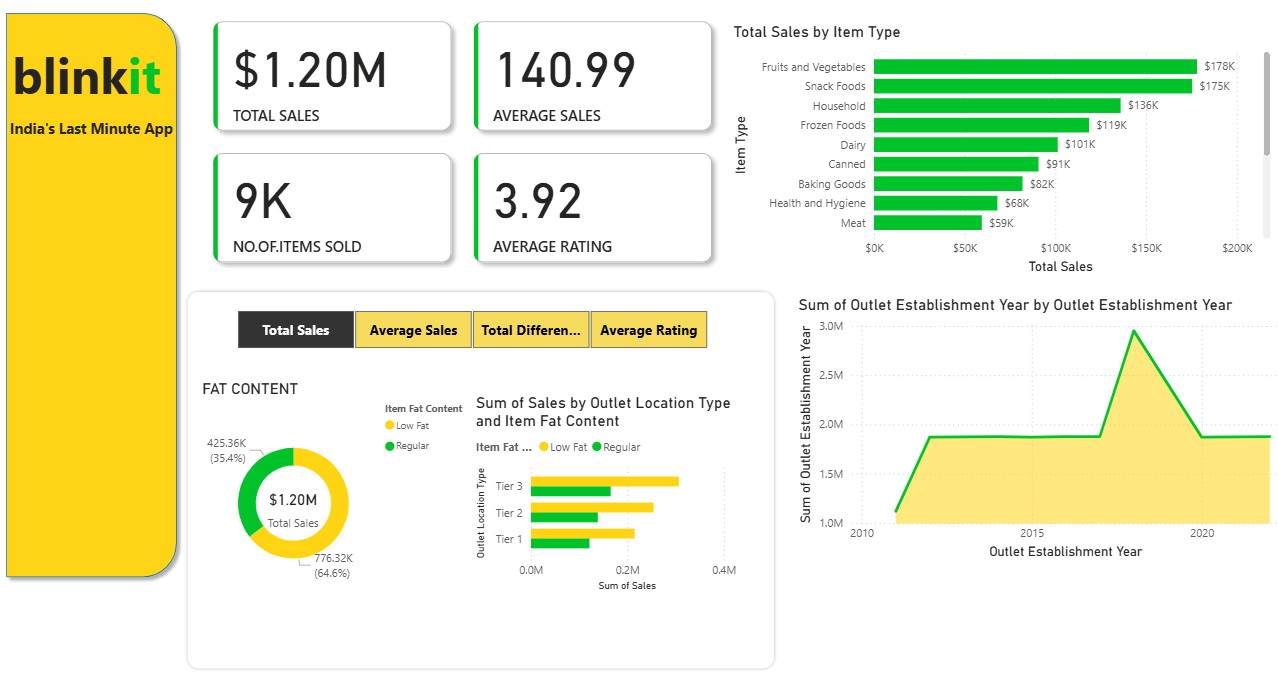 blinkit
India's Last Minute App
$1.20M
TOTAL SALES
140.99
AVERAGE SALES
9K
NO.OF.ITEMS SOLD
3.92
AVERAGE RATING
Total Sales by Item Type
Item Type
Fruits and Vegetables
$178K
Snack Foods
$175K
Household
$136K
Frozen Foods
$119K
Dairy
$101K
Canned
$91K
Baking Goods
$82K
Health and Hygiene
$68K
Meat
$59K
$0K
$50K
$100K
$150K
$200K
Total Sales
Total Sales
Average Sales
Total Differen...
Average Rating
FAT CONTENT
Item Fat Content
Low Fat
Regular
425.36K
(35.4%)
$1.20M
Total Sales
776.32K
(64.6%)
Sum of Sales by Outlet Location Type
and Item Fat Content
Item Fat ...
Low Fat
Regular
Outlet Location Type
Tier 3
Tier 2
Tier 1
0.0M
0.2M
0.4M
Sum of Sales
Sum of Outlet Establishment Year by Outlet Establishment Year
Sum of Outlet Establishment Year
3.0M
2.5M
2.0M
1.5M
1.0M
2010
2015
2020
Outlet Establishment Year